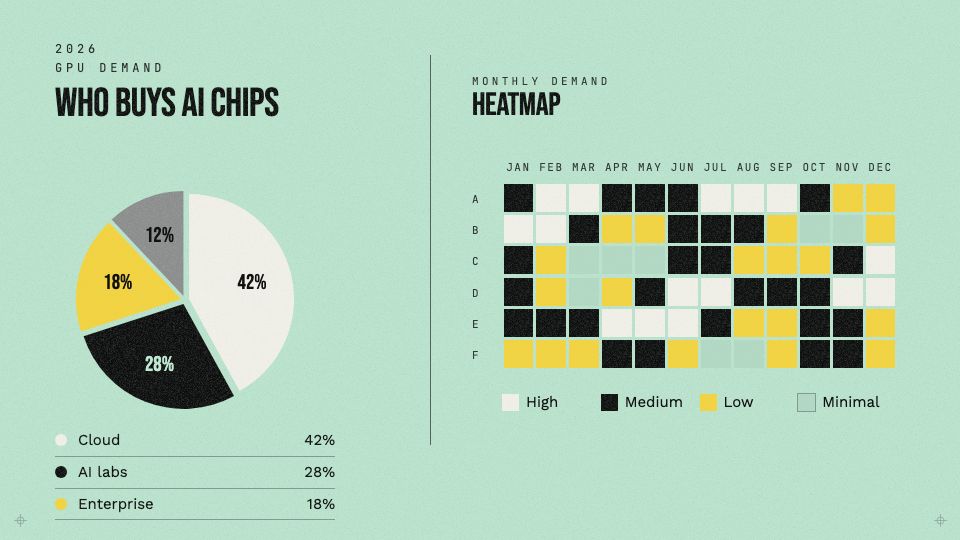 2026
GPU DEMAND
WHO BUYS AI CHIPS
12%
18%
42%
28%
Cloud 42%
AI labs 28%
Enterprise 18%
MONTHLY DEMAND
HEATMAP
JAN FEB MAR APR MAY JUN JUL AUG SEP OCT NOV DEC
A
B
C
D
E
F
High Medium Low Minimal